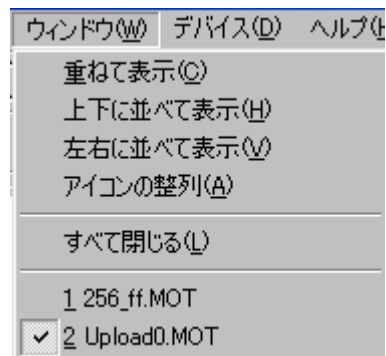 ウィンドウ(W) デバイス(D) ヘルプ(H
重ねて表示(C)
上下に並べて表示(H)
左右に並べて表示(V)
アイコンの整列(A)
すべて閉じる(L)
1 256_ff.MOT
2 Upload0.MOT